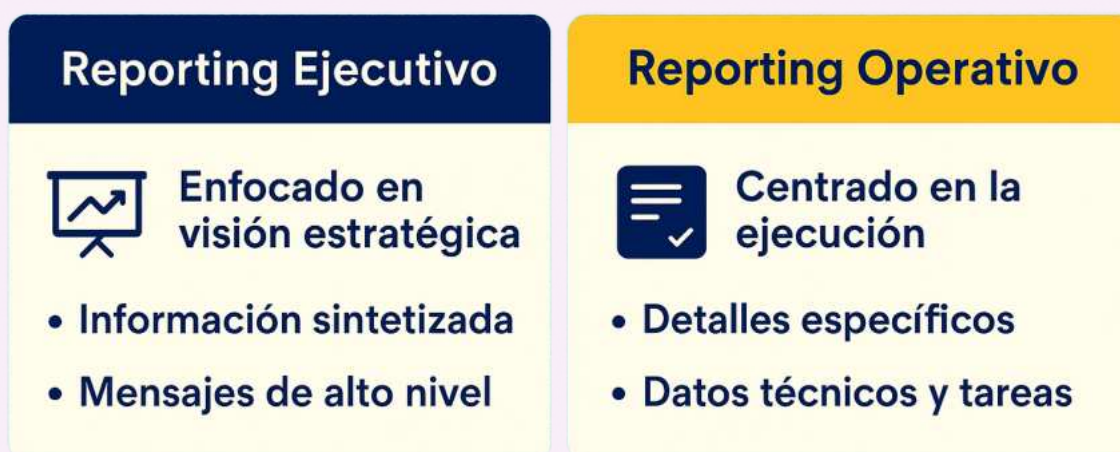 Reporting Ejecutivo
Enfocado en
visión estratégica
• Información sintetizada
• Mensajes de alto nivel
Reporting Operativo
Centrado en la
ejecución
• Detalles específicos
• Datos técnicos y tareas